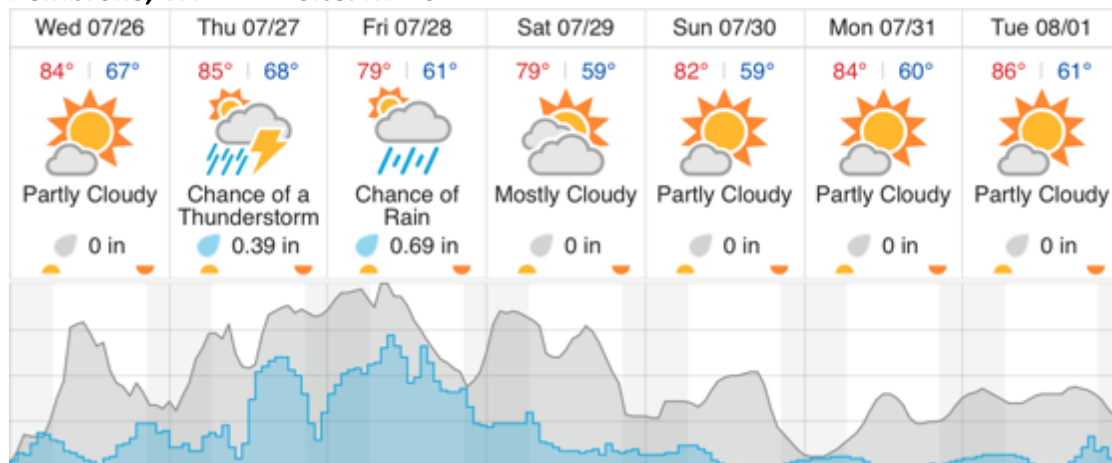 Wed 07/26 Thu 07/27 Fri 07/28 Sat 07/29 Sun 07/30 Mon 07/31 Tue 08/01
84° | 67° 85° | 68° 79° | 61° 79° | 59° 82° | 59° 84° | 60° 86° | 61°
Partly Cloudy Chance of a Chance of Mostly Cloudy Partly Cloudy Partly Cloudy Partly Cloudy
Thunderstorm Rain
0 in 0.39 in 0.69 in 0 in 0 in 0 in 0 in